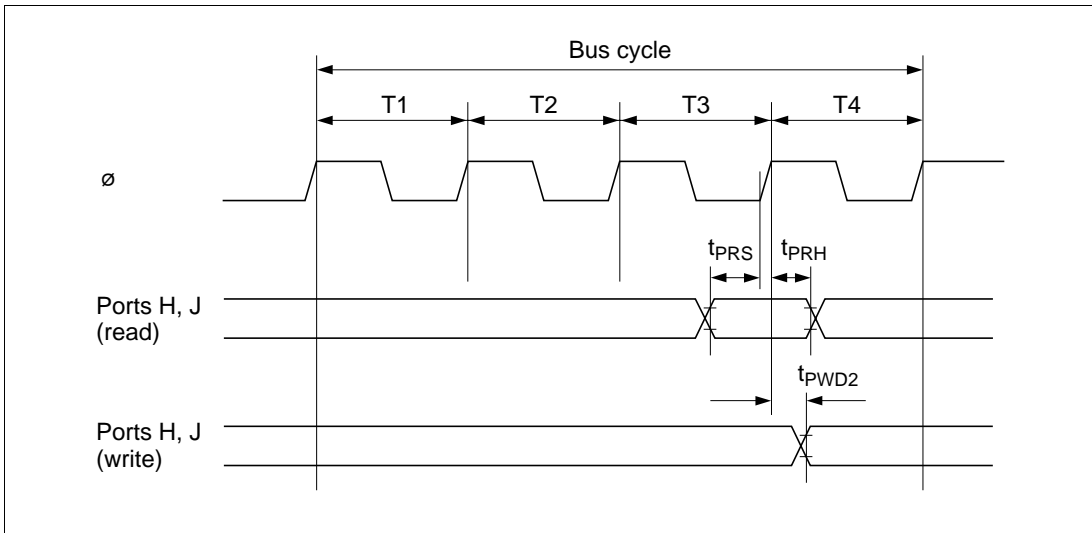 Bus cycle
T1 T2 T3 T4
ø
tPRS tPRH
Ports H, J
(read)
tPWD2
Ports H, J
(write)